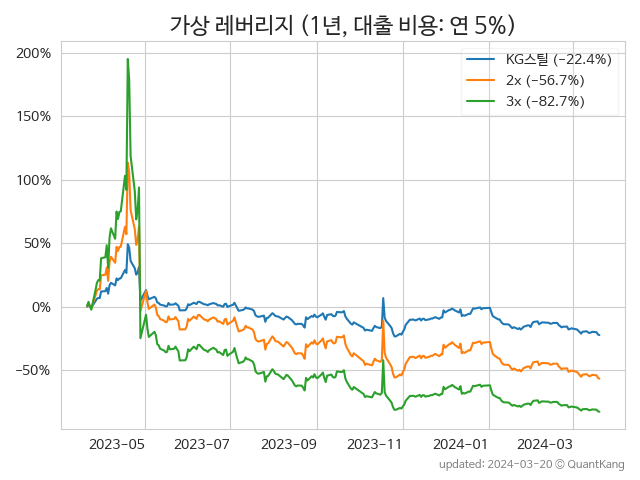 가상 레버리지 (1년, 대출 비용: 연 5%)
KG스틸 (−22.4%)
2x (−56.7%)
3x (−82.7%)
200%
150%
100%
50%
0%
−50%
2023-05
2023-07
2023-09
2023-11
2024-01
2024-03
updated: 2024-03-20 © QuantKang